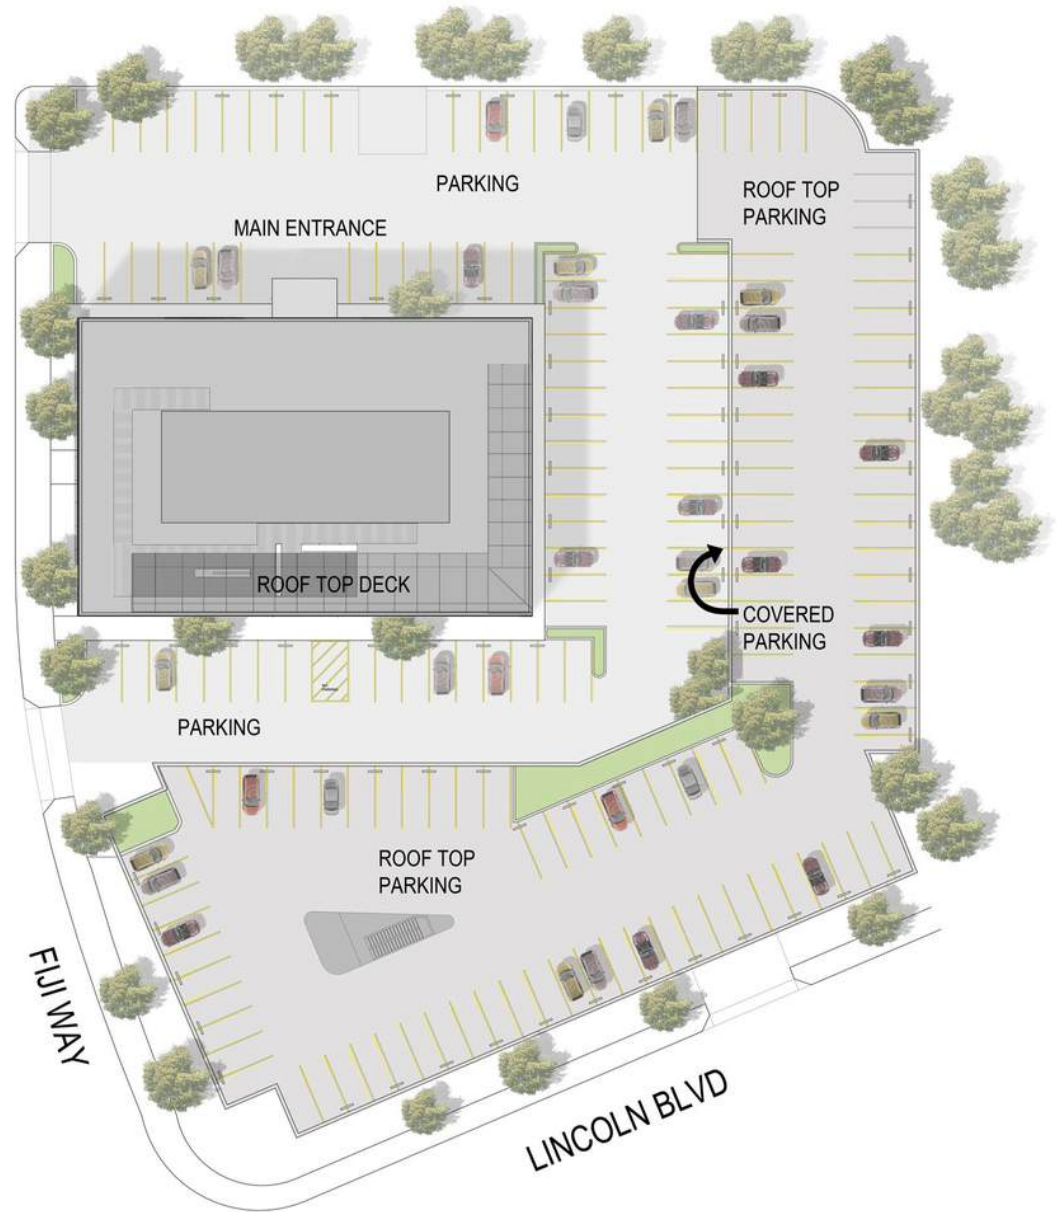 PARKING
ROOF TOP
PARKING
MAIN ENTRANCE
ROOF TOP DECK
COVERED
PARKING
PARKING
ROOF TOP
PARKING
FIJI WAY
LINCOLN BLVD